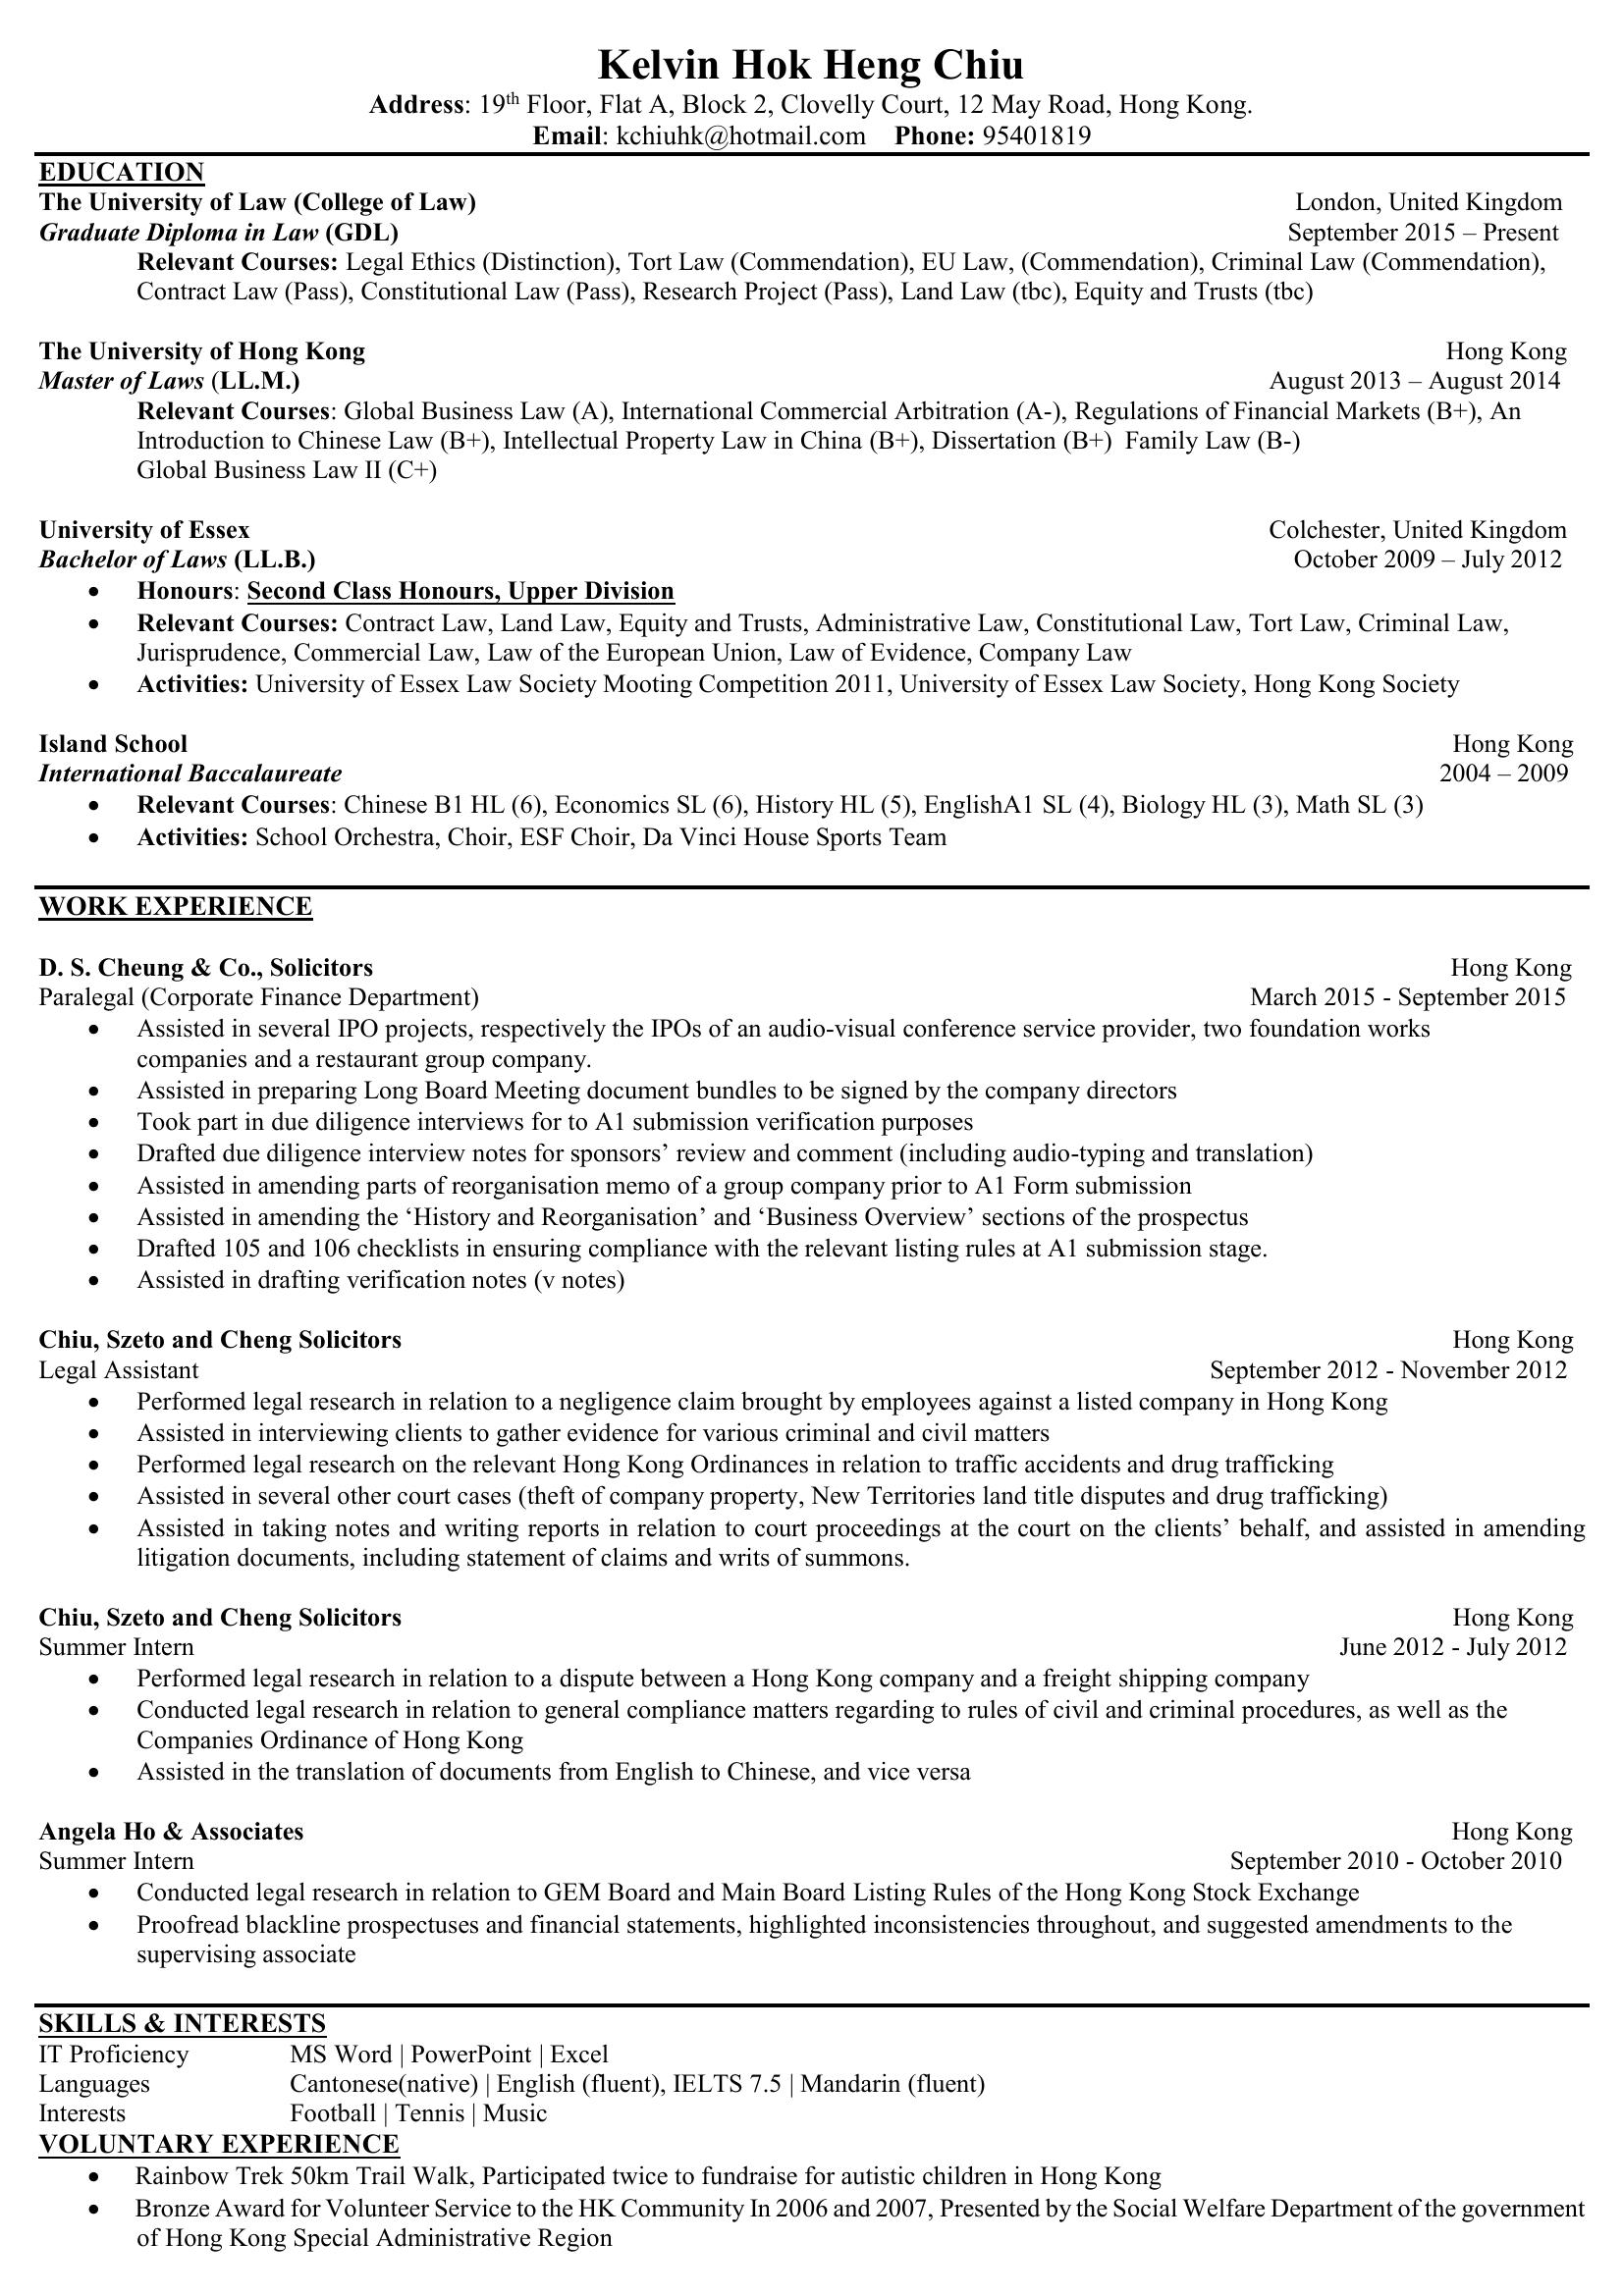 Kelvin Hok Heng Chiu
Address: 19th Floor, Flat A, Block 2, Clovelly Court, 12 May Road, Hong Kong.
Email: kchiuhk@hotmail.com Phone: 95401819
EDUCATION
The University of Law (College of Law) London, United Kingdom
Graduate Diploma in Law (GDL) September 2015 – Present
Relevant Courses: Legal Ethics (Distinction), Tort Law (Commendation), EU Law, (Commendation), Criminal Law (Commendation),
Contract Law (Pass), Constitutional Law (Pass), Research Project (Pass), Land Law (tbc), Equity and Trusts (tbc)
The University of Hong Kong Hong Kong
Master of Laws (LL.M.) August 2013 – August 2014
Relevant Courses: Global Business Law (A), International Commercial Arbitration (A-), Regulations of Financial Markets (B+), An
Introduction to Chinese Law (B+), Intellectual Property Law in China (B+), Dissertation (B+) Family Law (B-)
Global Business Law II (C+)
University of Essex Colchester, United Kingdom
Bachelor of Laws (LL.B.) October 2009 – July 2012
• Honours: Second Class Honours, Upper Division
• Relevant Courses: Contract Law, Land Law, Equity and Trusts, Administrative Law, Constitutional Law, Tort Law, Criminal Law,
Jurisprudence, Commercial Law, Law of the European Union, Law of Evidence, Company Law
• Activities: University of Essex Law Society Mooting Competition 2011, University of Essex Law Society, Hong Kong Society
Island School Hong Kong
International Baccalaureate 2004 – 2009
• Relevant Courses: Chinese B1 HL (6), Economics SL (6), History HL (5), EnglishA1 SL (4), Biology HL (3), Math SL (3)
• Activities: School Orchestra, Choir, ESF Choir, Da Vinci House Sports Team
WORK EXPERIENCE
D. S. Cheung & Co., Solicitors Hong Kong
Paralegal (Corporate Finance Department) March 2015 - September 2015
• Assisted in several IPO projects, respectively the IPOs of an audio-visual conference service provider, two foundation works
companies and a restaurant group company.
• Assisted in preparing Long Board Meeting document bundles to be signed by the company directors
• Took part in due diligence interviews for to A1 submission verification purposes
• Drafted due diligence interview notes for sponsors’ review and comment (including audio-typing and translation)
• Assisted in amending parts of reorganisation memo of a group company prior to A1 Form submission
• Assisted in amending the ‘History and Reorganisation’ and ‘Business Overview’ sections of the prospectus
• Drafted 105 and 106 checklists in ensuring compliance with the relevant listing rules at A1 submission stage.
• Assisted in drafting verification notes (v notes)
Chiu, Szeto and Cheng Solicitors Hong Kong
Legal Assistant September 2012 - November 2012
• Performed legal research in relation to a negligence claim brought by employees against a listed company in Hong Kong
• Assisted in interviewing clients to gather evidence for various criminal and civil matters
• Performed legal research on the relevant Hong Kong Ordinances in relation to traffic accidents and drug trafficking
• Assisted in several other court cases (theft of company property, New Territories land title disputes and drug trafficking)
• Assisted in taking notes and writing reports in relation to court proceedings at the court on the clients’ behalf, and assisted in amending
litigation documents, including statement of claims and writs of summons.
Chiu, Szeto and Cheng Solicitors Hong Kong
Summer Intern June 2012 - July 2012
• Performed legal research in relation to a dispute between a Hong Kong company and a freight shipping company
• Conducted legal research in relation to general compliance matters regarding to rules of civil and criminal procedures, as well as the
Companies Ordinance of Hong Kong
• Assisted in the translation of documents from English to Chinese, and vice versa
Angela Ho & Associates Hong Kong
Summer Intern September 2010 - October 2010
• Conducted legal research in relation to GEM Board and Main Board Listing Rules of the Hong Kong Stock Exchange
• Proofread blackline prospectuses and financial statements, highlighted inconsistencies throughout, and suggested amendments to the
supervising associate
SKILLS & INTERESTS
IT Proficiency MS Word | PowerPoint | Excel
Languages Cantonese(native) | English (fluent), IELTS 7.5 | Mandarin (fluent)
Interests Football | Tennis | Music
VOLUNTARY EXPERIENCE
• Rainbow Trek 50km Trail Walk, Participated twice to fundraise for autistic children in Hong Kong
• Bronze Award for Volunteer Service to the HK Community In 2006 and 2007, Presented by the Social Welfare Department of the government
of Hong Kong Special Administrative Region